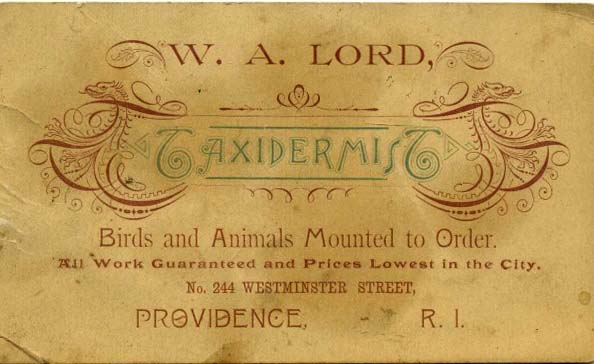 W. A. LORD,
TAXIDERMIST
Birds and Animals Mounted to Order.
All Work Guaranteed and Prices Lowest in the City.
No. 244 WESTMINSTER STREET,
PROVIDENCE, R. I.